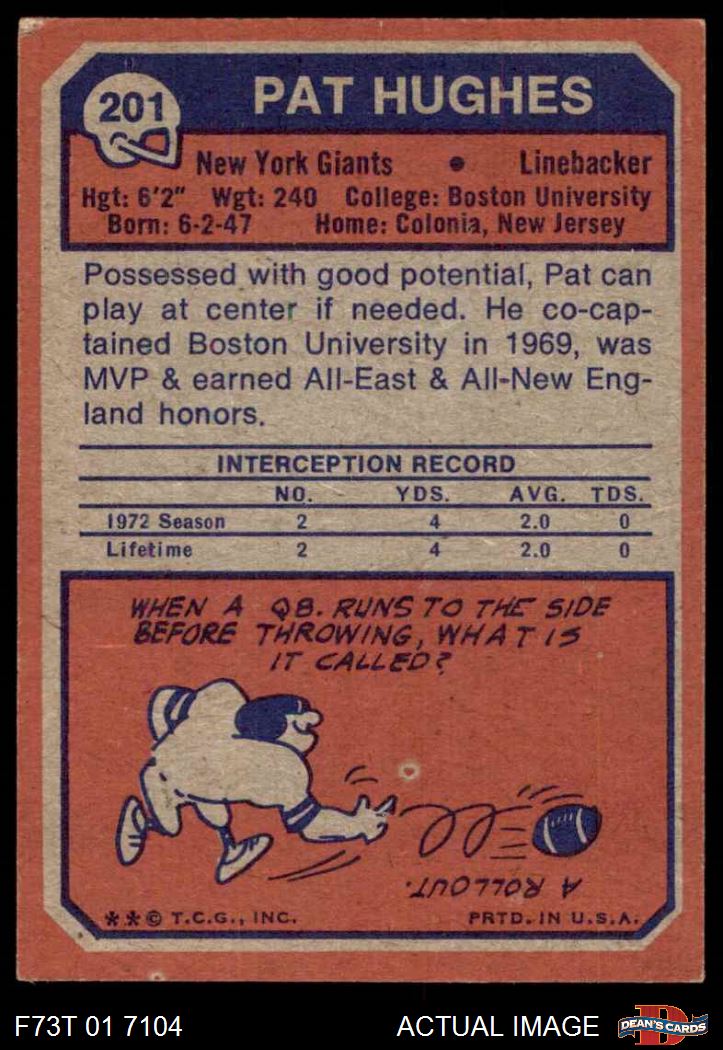 201
PAT HUGHES
New York Giants • Linebacker
Hgt: 6'2" Wgt: 240 College: Boston University
Born: 6-2-47 Home: Colonia, New Jersey
Possessed with good potential, Pat can
play at center if needed. He co-cap-
tained Boston University in 1969, was
MVP & earned All-East & All-New Eng-
land honors.
INTERCEPTION RECORD
NO. YDS. AVG. TDS.
1972 Season 2 4 2.0 0
Lifetime 2 4 2.0 0
WHEN A QB. RUNS TO THE SIDE
BEFORE THROWING, WHAT IS
IT CALLED?
A ROLLOUT.
**© T.C.G., INC. PRTD. IN U.S.A.
F73T 01 7104 ACTUAL IMAGE D DEAN'S CARDS